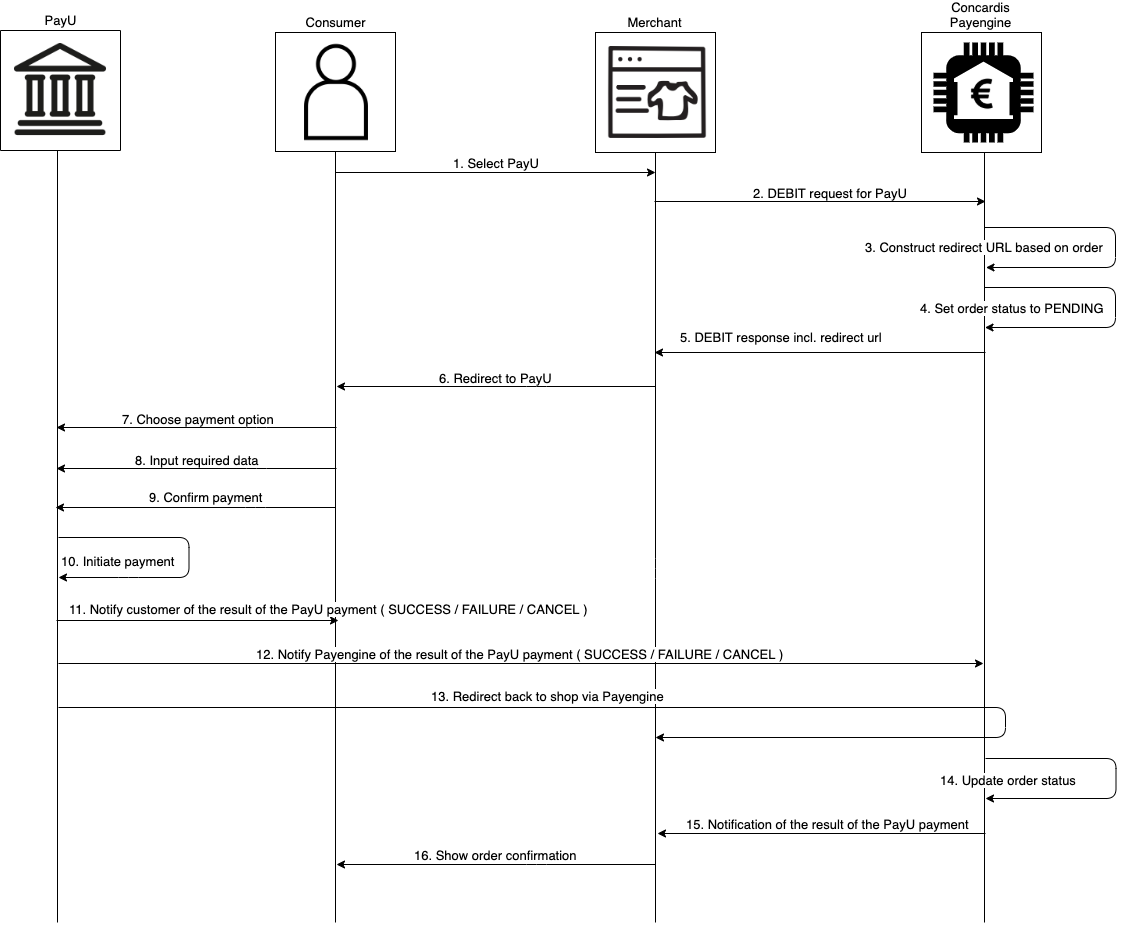 PayU
Consumer
Merchant
Concardis
Payengine
€
1. Select PayU
2. DEBIT request for PayU
3. Construct redirect URL based on order
4. Set order status to PENDING
5. DEBIT response incl. redirect url
6. Redirect to PayU
7. Choose payment option
8. Input required data
9. Confirm payment
10. Initiate payment
11. Notify customer of the result of the PayU payment ( SUCCESS / FAILURE / CANCEL )
12. Notify Payengine of the result of the PayU payment ( SUCCESS / FAILURE / CANCEL )
13. Redirect back to shop via Payengine
14. Update order status
15. Notification of the result of the PayU payment
16. Show order confirmation